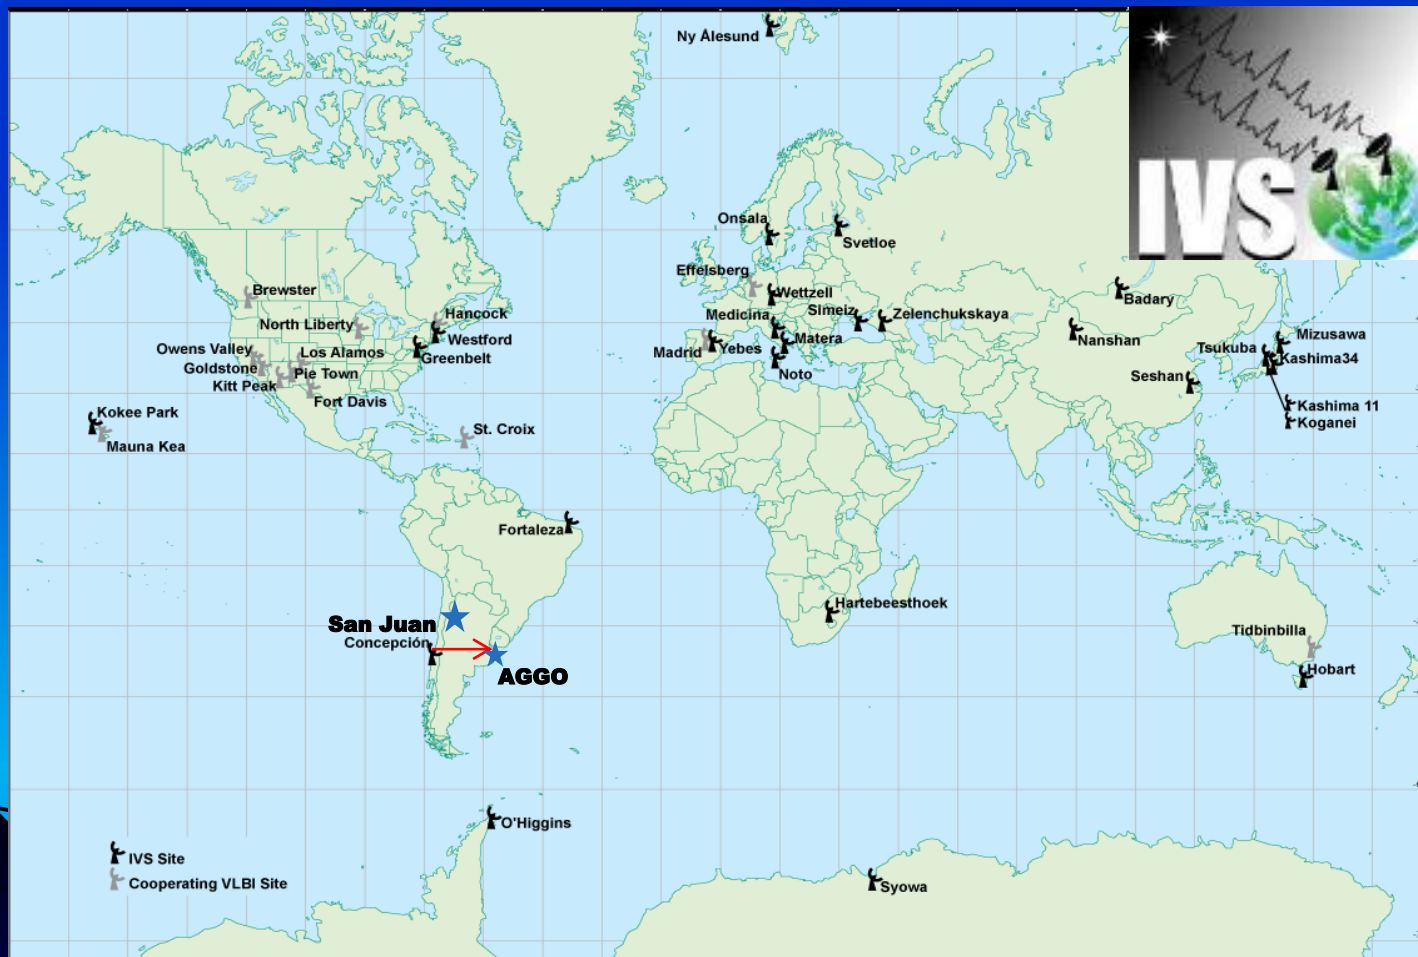 Ny Ålesund
IVS
Onsala
Svetloe
Effelsberg
Wettzell
Badary
Brewster
Medicina
Simeiz
Zelenchukskaya
Hancock
North Liberty
Westford
Nanshan
Mizusawa
Matera
Madrid
Yebes
Tsukuba
Kashima34
Owens Valley
Los Alamos
Greenbelt
Goldstone
Pie Town
Noto
Seshan
Kitt Peak
Fort Davis
Kashima 11
Kokee Park
Koganei
St. Croix
Mauna Kea
Fortaleza
Hartebeesthoek
San Juan
Tidbinbilla
Concepción
Hobart
AGGO
O'Higgins
IVS Site
Cooperating VLBI Site
Syowa